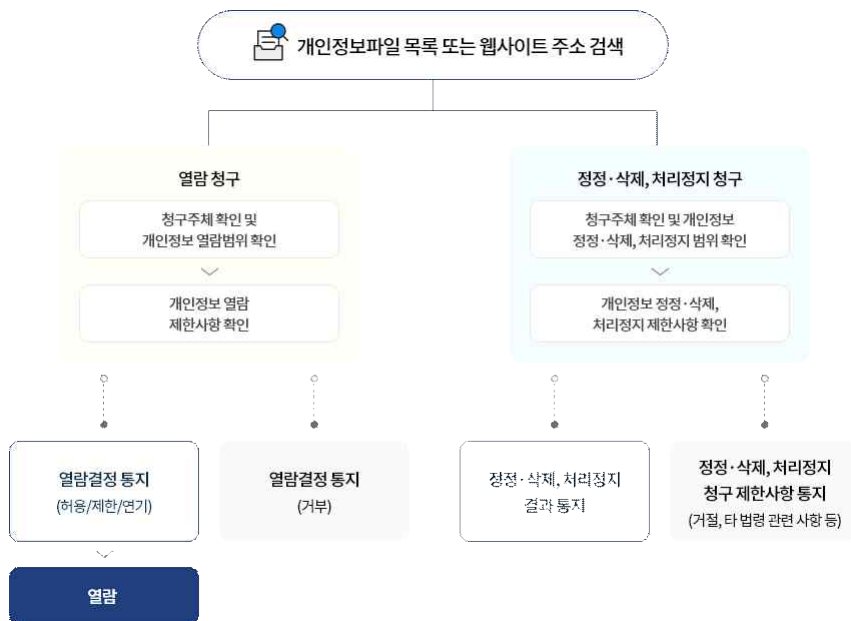 개인정보파일 목록 또는 웹사이트 주소 검색
열람 청구
청구주체 확인 및
개인정보 열람범위 확인
개인정보 열람
제한사항 확인
정정·삭제, 처리정지 청구
청구주체 확인 및 개인정보
정정·삭제, 처리정지 범위 확인
개인정보 정정·삭제,
처리정지 제한사항 확인
열람결정 통지
(허용/제한/연기)
열람결정 통지
(거부)
정정·삭제, 처리정지
결과 통지
정정·삭제, 처리정지
청구 제한사항 통지
(거절, 타 법령 관련 사항 등)
열람